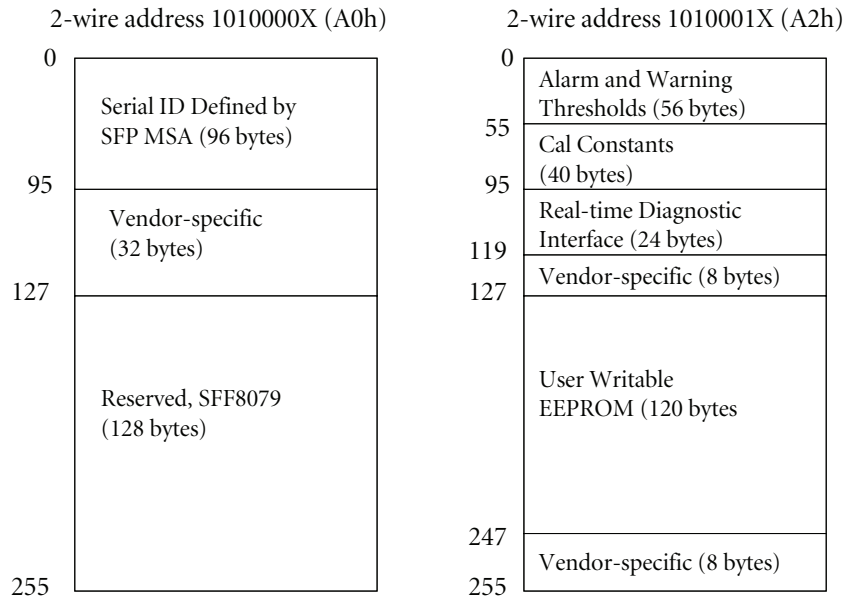 2-wire address 1010000X (A0h)
0
Serial ID Defined by
SFP MSA (96 bytes)
95
Vendor-specific
(32 bytes)
127
Reserved, SFF8079
(128 bytes)
255
2-wire address 1010001X (A2h)
0
Alarm and Warning
Thresholds (56 bytes)
55
Cal Constants
(40 bytes)
95
Real-time Diagnostic
Interface (24 bytes)
119
Vendor-specific (8 bytes)
127
User Writable
EEPROM (120 bytes
247
Vendor-specific (8 bytes)
255